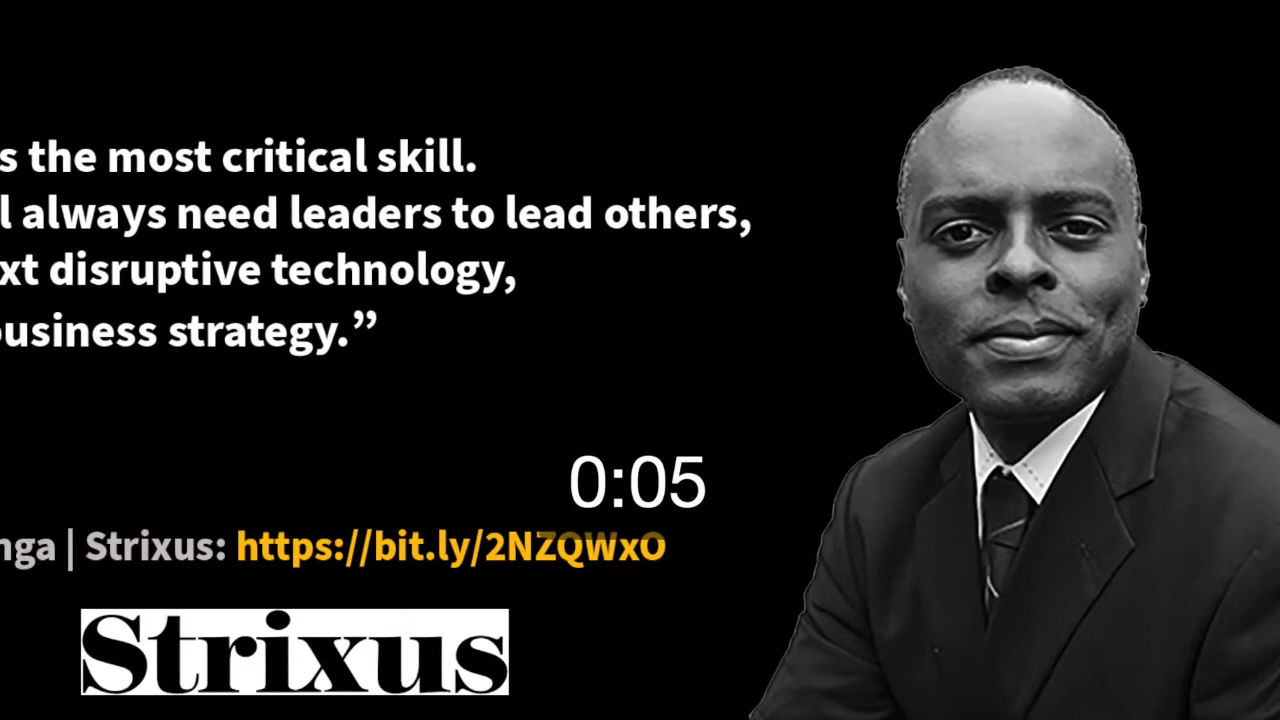 s the most critical skill.
l always need leaders to lead others,
xt disruptive technology,
business strategy.”
0:05
nga | Strixus: https://bit.ly/2NZQWxO
Strixus